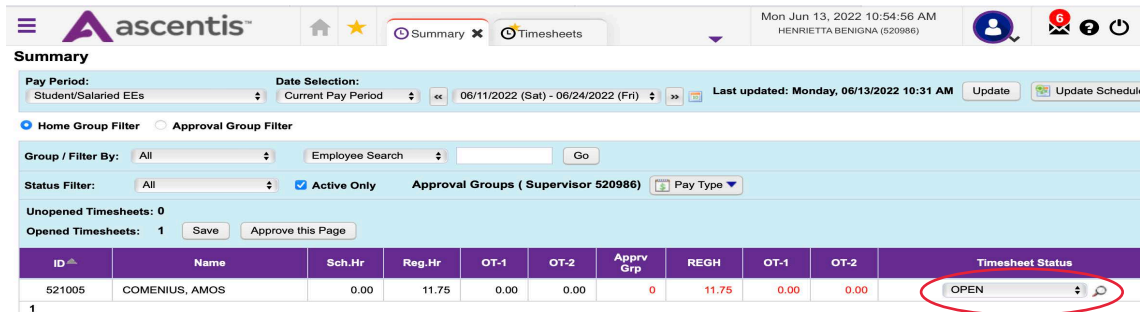 ascentis™
Summary ✖ Timesheets
Mon Jun 13, 2022 10:54:56 AM
HENRIETTA BENIGNA (520986)
6
Summary
Pay Period: Date Selection:
Student/Salaried EEs Current Pay Period << 06/11/2022 (Sat) - 06/24/2022 (Fri) >> Last updated: Monday, 06/13/2022 10:31 AM Update Update Schedule
Home Group Filter Approval Group Filter
Group / Filter By: All Employee Search Go
Status Filter: All Active Only Approval Groups ( Supervisor 520986) Pay Type
Unopened Timesheets: 0
Opened Timesheets: 1 Save Approve this Page
ID Name Sch.Hr Reg.Hr OT-1 OT-2 Apprv Grp REGH OT-1 OT-2 Timesheet Status
521005 COMENIUS, AMOS 0.00 11.75 0.00 0.00 0 11.75 0.00 0.00 OPEN
1